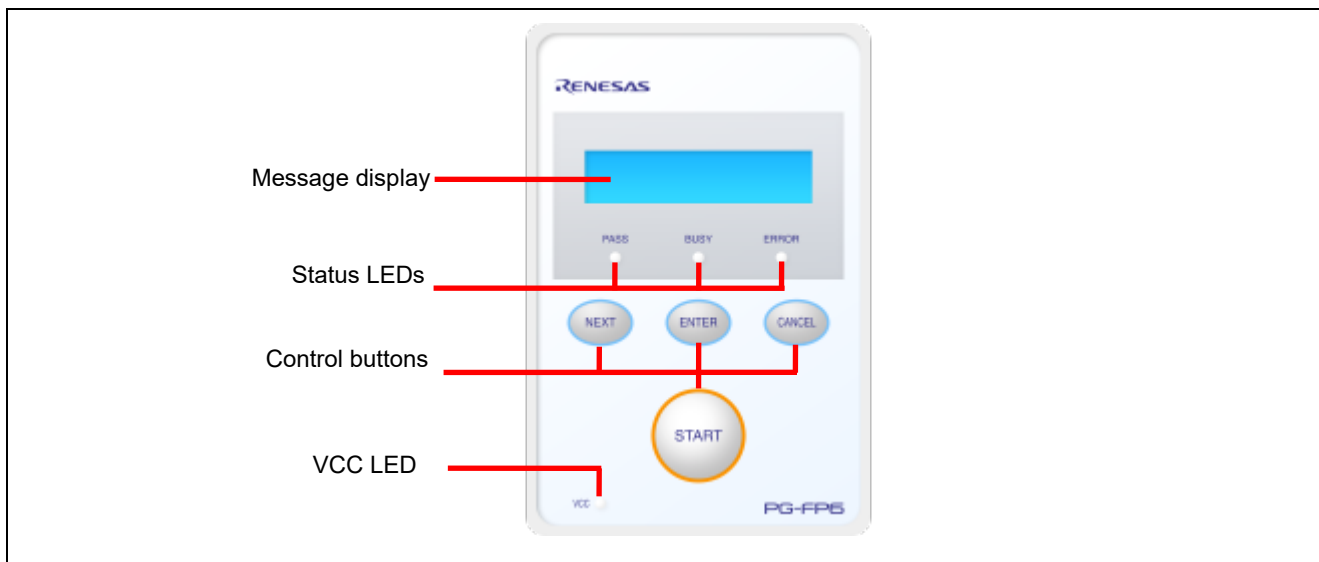 RENESAS
Message display
PASS BUSY ERROR
Status LEDs
NEXT ENTER CANCEL
Control buttons
START
VCC LED
VCC
PG-FP6